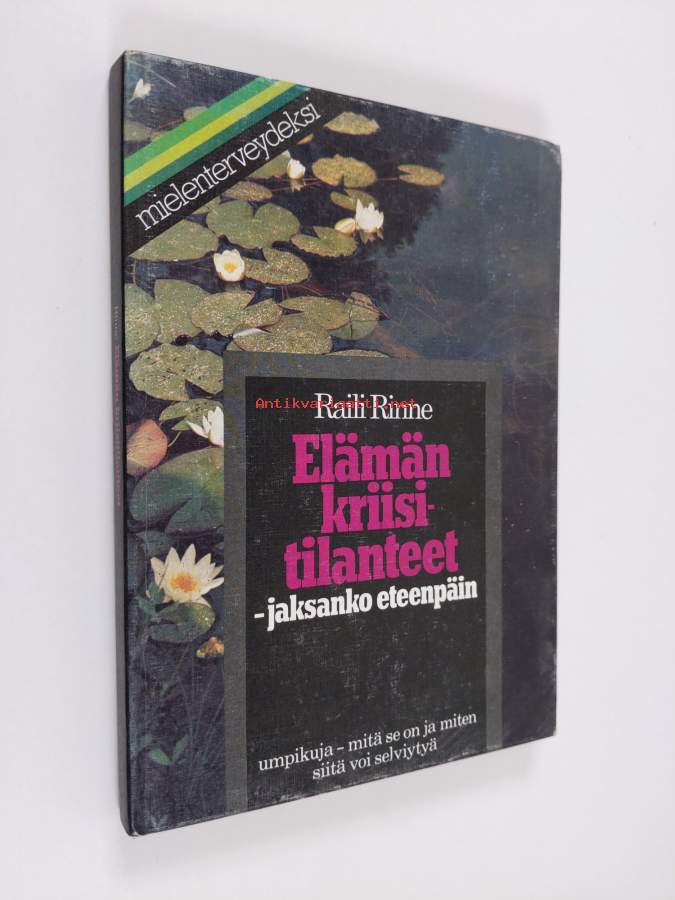 mielenterveydeksi
Raili Rinne
Antikvariaatti.net
Elämän
kriisi-
tilanteet
- jaksanko eteenpäin
umpikuja – mitä se on ja miten
siitä voi selviytyä